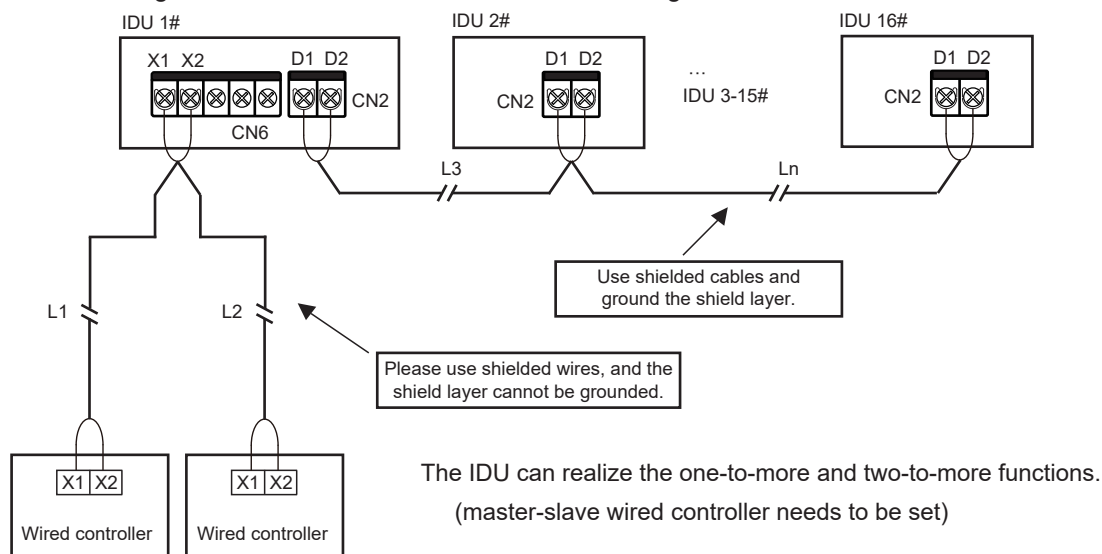 IDU 1#
IDU 2#
IDU 16#
X1 X2
D1 D2
CN2
CN6
D1 D2
CN2
...
IDU 3-15#
D1 D2
CN2
L3
Ln
Use shielded cables and
ground the shield layer.
L1
L2
Please use shielded wires, and the
shield layer cannot be grounded.
X1 X2
Wired controller
X1 X2
Wired controller
The IDU can realize the one-to-more and two-to-more functions.
(master-slave wired controller needs to be set)